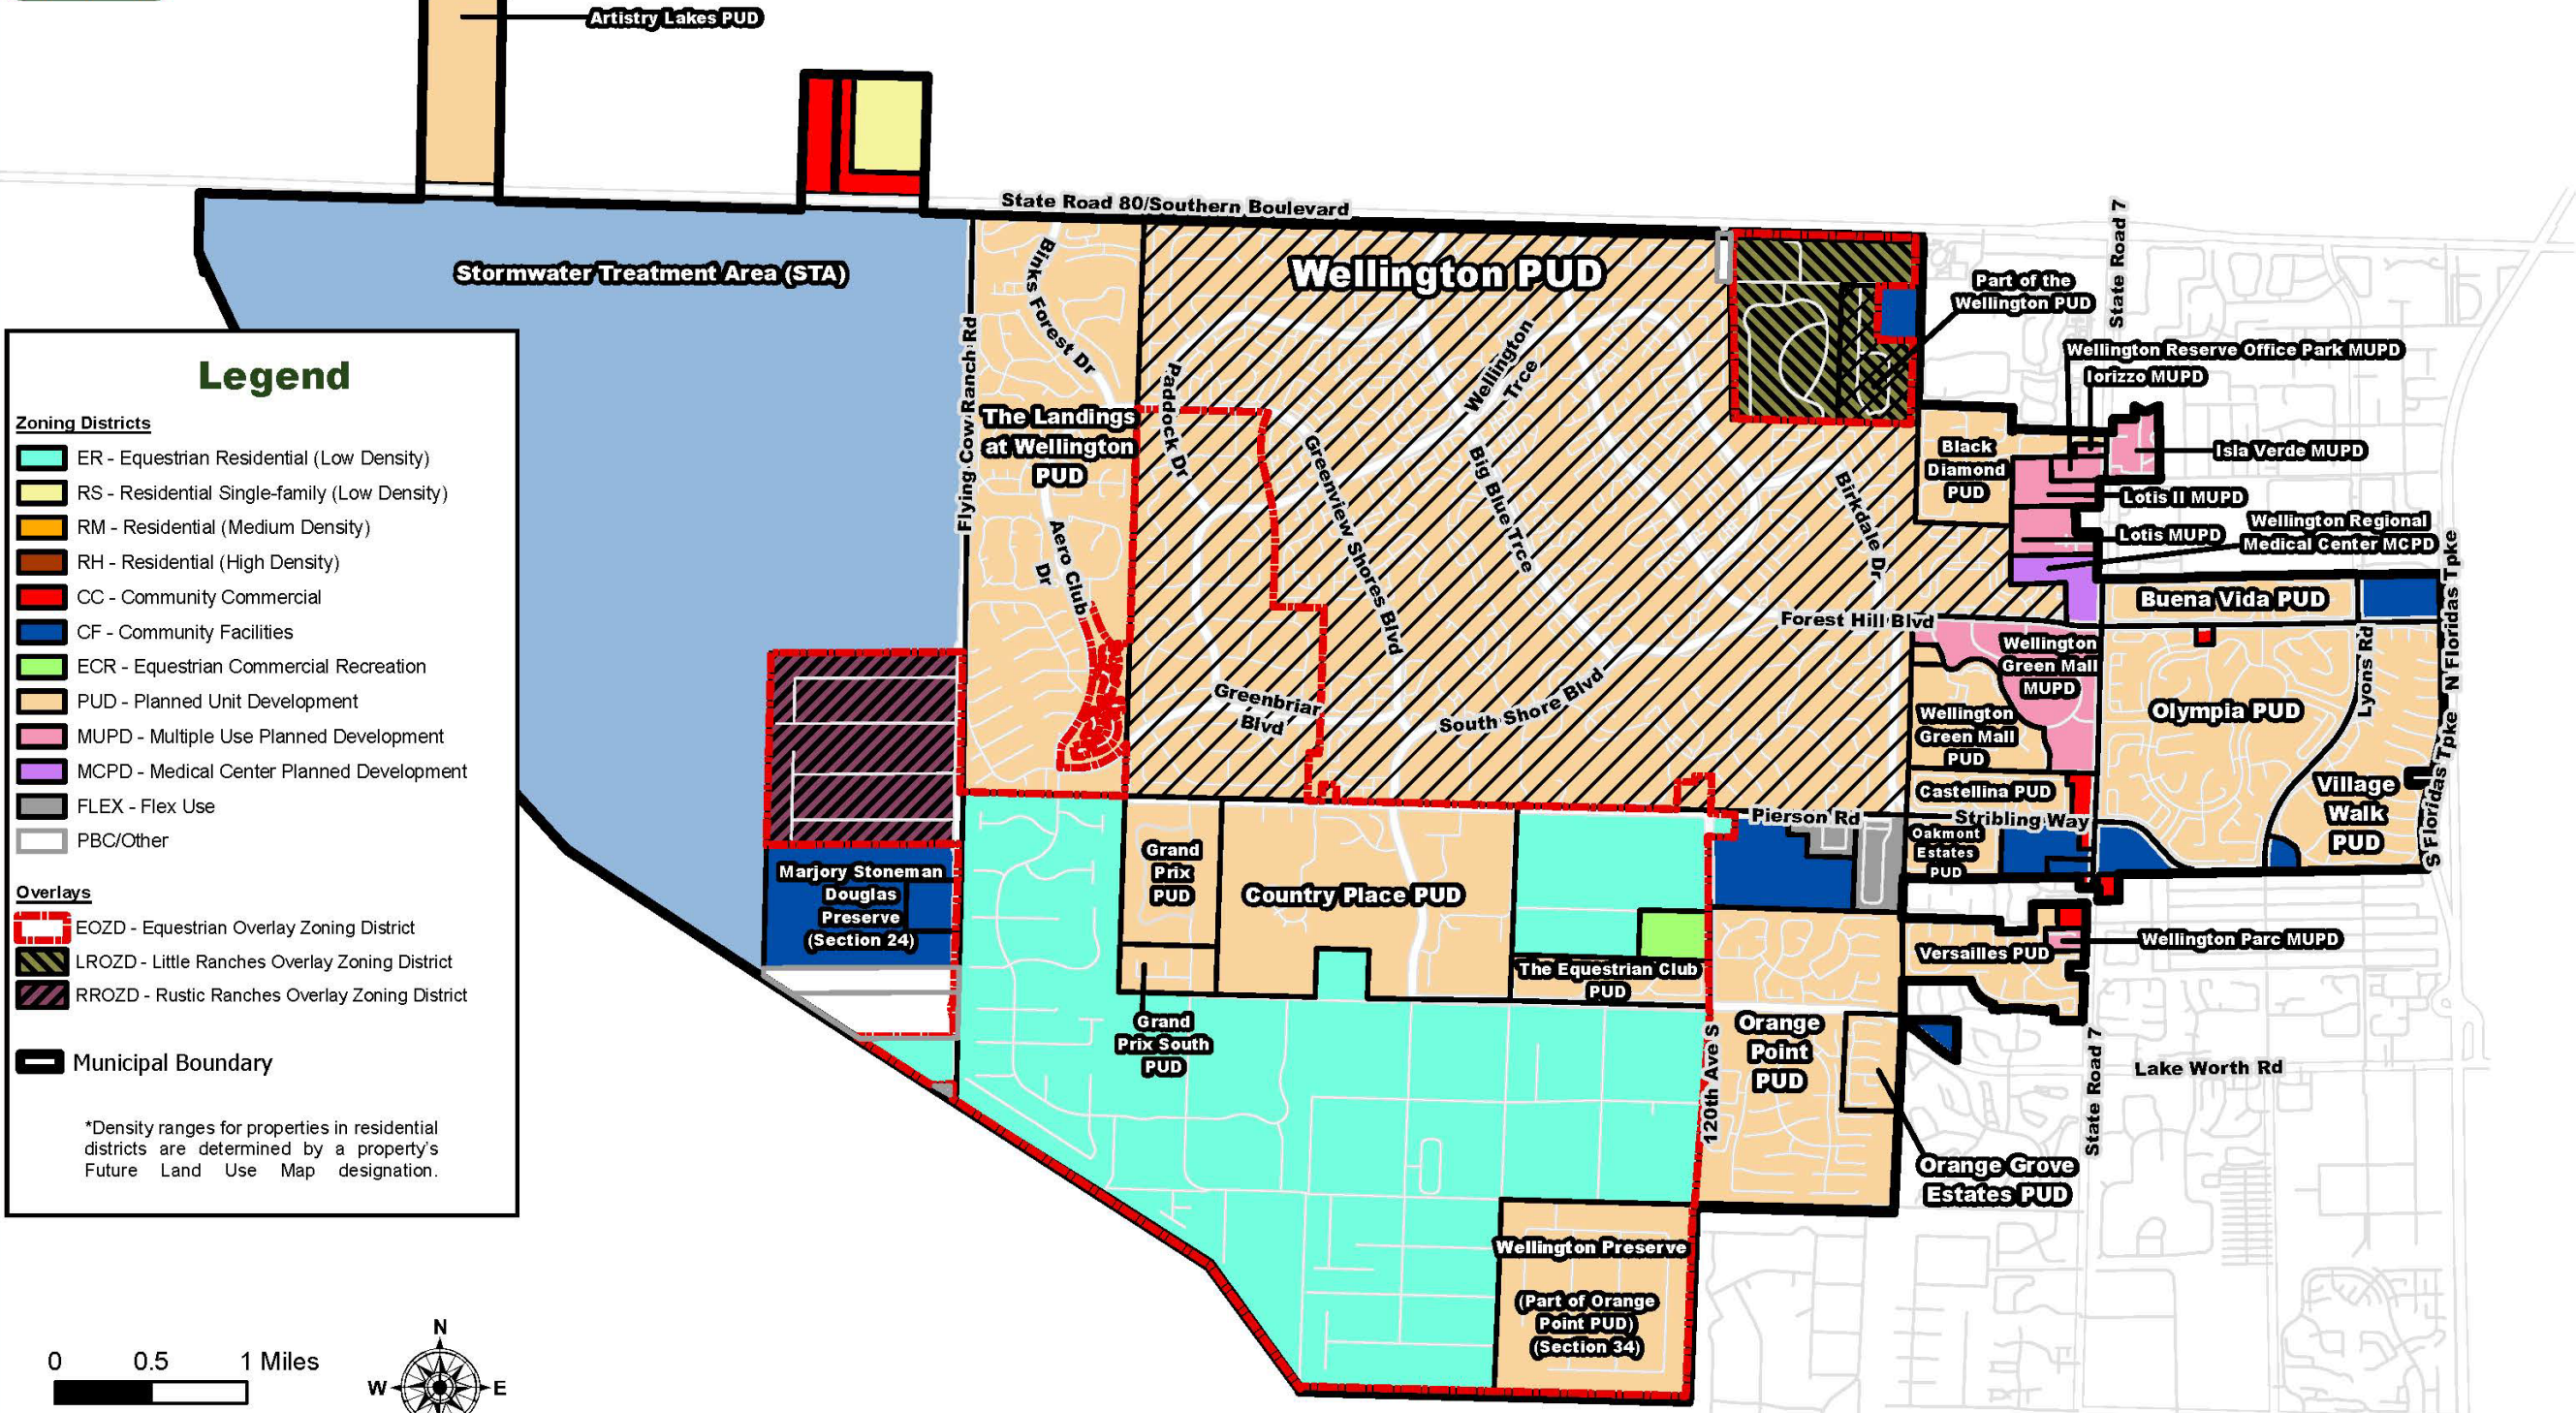 Artistry Lakes PUD
State Road 80/Southern Boulevard
Stormwater Treatment Area (STA)
Wellington PUD
State Road 7
Part of the
Wellington PUD
Binks Forest Dr
Flying Cow Ranch Rd
The Landings
at Wellington
PUD
Paddock Dr
Wellington
Trce
Greenview Shores Blvd
Big Blue Trce
Birkdale Dr
Aero Club
Dr
Wellington Reserve Office Park MUPD
Iorizzo MUPD
Black
Diamond
PUD
Isla Verde MUPD
Lotis II MUPD
Lotis MUPD
Wellington Regional
Medical Center MCPD
Buena Vida PUD
N Floridas Tpke
Forest Hill Blvd
Wellington
Green Mall
MUPD
Lyons Rd
Olympia PUD
Greenbriar
Blvd
South Shore Blvd
Wellington
Green Mall
PUD
Village
Walk
PUD
S Floridas Tpke
Castellina PUD
Pierson Rd
Stribling Way
Oakmont
Estates
PUD
Marjory Stoneman
Douglas
Preserve
(Section 24)
Grand
Prix
PUD
Country Place PUD
The Equestrian Club
PUD
Versailles PUD
Wellington Parc MUPD
Grand
Prix South
PUD
120th Ave S
Orange
Point
PUD
State Road 7
Lake Worth Rd
Orange Grove
Estates PUD
Wellington Preserve
(Part of Orange
Point PUD)
(Section 34)
Legend
Zoning Districts
ER - Equestrian Residential (Low Density)
RS - Residential Single-family (Low Density)
RM - Residential (Medium Density)
RH - Residential (High Density)
CC - Community Commercial
CF - Community Facilities
ECR - Equestrian Commercial Recreation
PUD - Planned Unit Development
MUPD - Multiple Use Planned Development
MCPD - Medical Center Planned Development
FLEX - Flex Use
PBC/Other
Overlays
EOZD - Equestrian Overlay Zoning District
LROZD - Little Ranches Overlay Zoning District
RROZD - Rustic Ranches Overlay Zoning District
Municipal Boundary
*Density ranges for properties in residential
districts are determined by a property's
Future Land Use Map designation.
0 0.5 1 Miles
N
W E